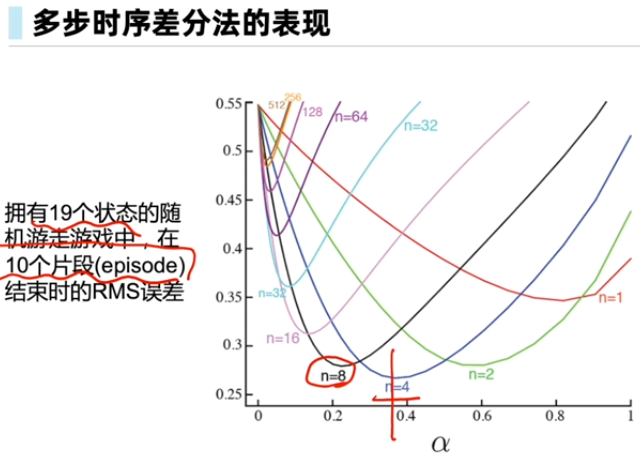 多步时序差分法的表现
拥有19个状态的随
机游走游戏中，在
10个片段(episode)
结束时的RMS误差
0.55
0.5
0.45
0.4
0.35
0.3
0.25
512
256
128
n=64
n=32
n=32
n=16
n=8
n=4
n=2
n=1
0
0.2
0.4
0.6
0.8
1
α